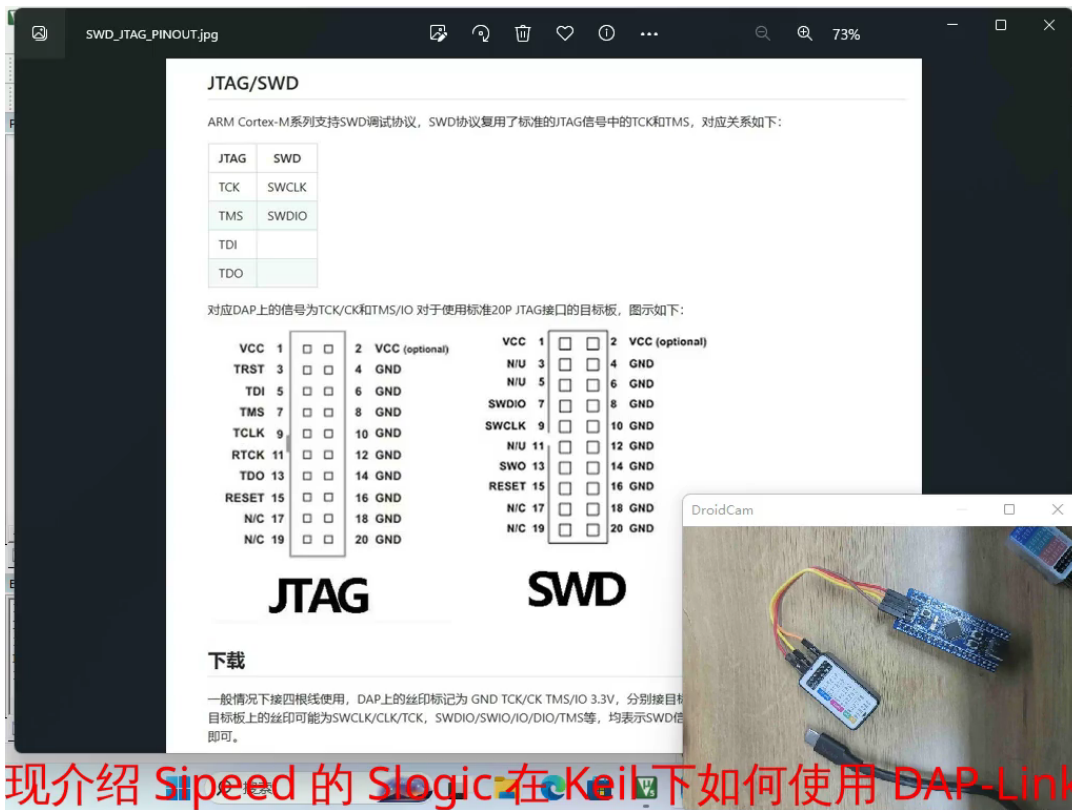 SWD_JTAG_PINOUT.jpg
73%
JTAG/SWD
ARM Cortex-M系列支持SWD调试协议，SWD协议复用了标准的JTAG信号中的TCK和TMS，对应关系如下：
JTAG SWD
TCK SWCLK
TMS SWDIO
TDI
TDO
对应DAP上的信号为TCK/CK和TMS/IO 对于使用标准20P JTAG接口的目标板，图示如下：
VCC 1 2 VCC (optional)
TRST 3 4 GND
TDI 5 6 GND
TMS 7 8 GND
TCLK 9 10 GND
RTCK 11 12 GND
TDO 13 14 GND
RESET 15 16 GND
N/C 17 18 GND
N/C 19 20 GND
JTAG
VCC 1 2 VCC (optional)
N/U 3 4 GND
N/U 5 6 GND
SWDIO 7 8 GND
SWCLK 9 10 GND
N/U 11 12 GND
SWO 13 14 GND
RESET 15 16 GND
N/C 17 18 GND
N/C 19 20 GND
SWD
DroidCam
下载
一般情况下接四根线使用，DAP上的丝印标记为 GND TCK/CK TMS/IO 3.3V，分别接目标
目标板上的丝印可能为SWCLK/CLK/TCK，SWDIO/SWIO/IO/DIO/TMS等，均表示SWD信
即可。
现介绍 Sipeed 的 Slogic 在 Keil 下如何使用 DAP-Link